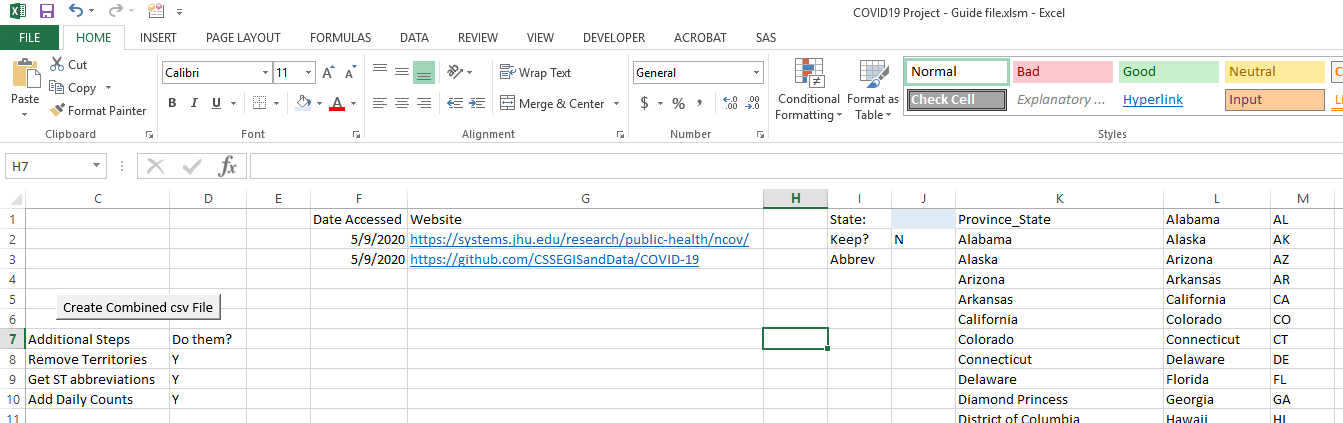 COVID19 Project - Guide file.xlsm - Excel
FILE HOME INSERT PAGE LAYOUT FORMULAS DATA REVIEW VIEW DEVELOPER ACROBAT SAS
Paste
Cut
Copy
Format Painter
Clipboard
Calibri 11
B I U
Font
Wrap Text
Merge & Center
Alignment
General
$ % ,
Number
Conditional Formatting
Format as Table
Normal Bad Good Neutral
Check Cell Explanatory ... Hyperlink Input
Styles
H7 fx
C D E F G H I J K L M
1 Date Accessed Website State: Province_State Alabama AL
2 5/9/2020 https://systems.jhu.edu/research/public-health/ncov/ Keep? N Alabama Alaska AK
3 5/9/2020 https://github.com/CSSEGISandData/COVID-19 Abbrev Alaska Arizona AZ
4 Arizona Arkansas AR
5 Create Combined csv File Arkansas California CA
6 California Colorado CO
7 Additional Steps Do them? Colorado Connecticut CT
8 Remove Territories Y Connecticut Delaware DE
9 Get ST abbreviations Y Delaware Florida FL
10 Add Daily Counts Y Diamond Princess Georgia GA
11 District of Columbia Hawaii HI